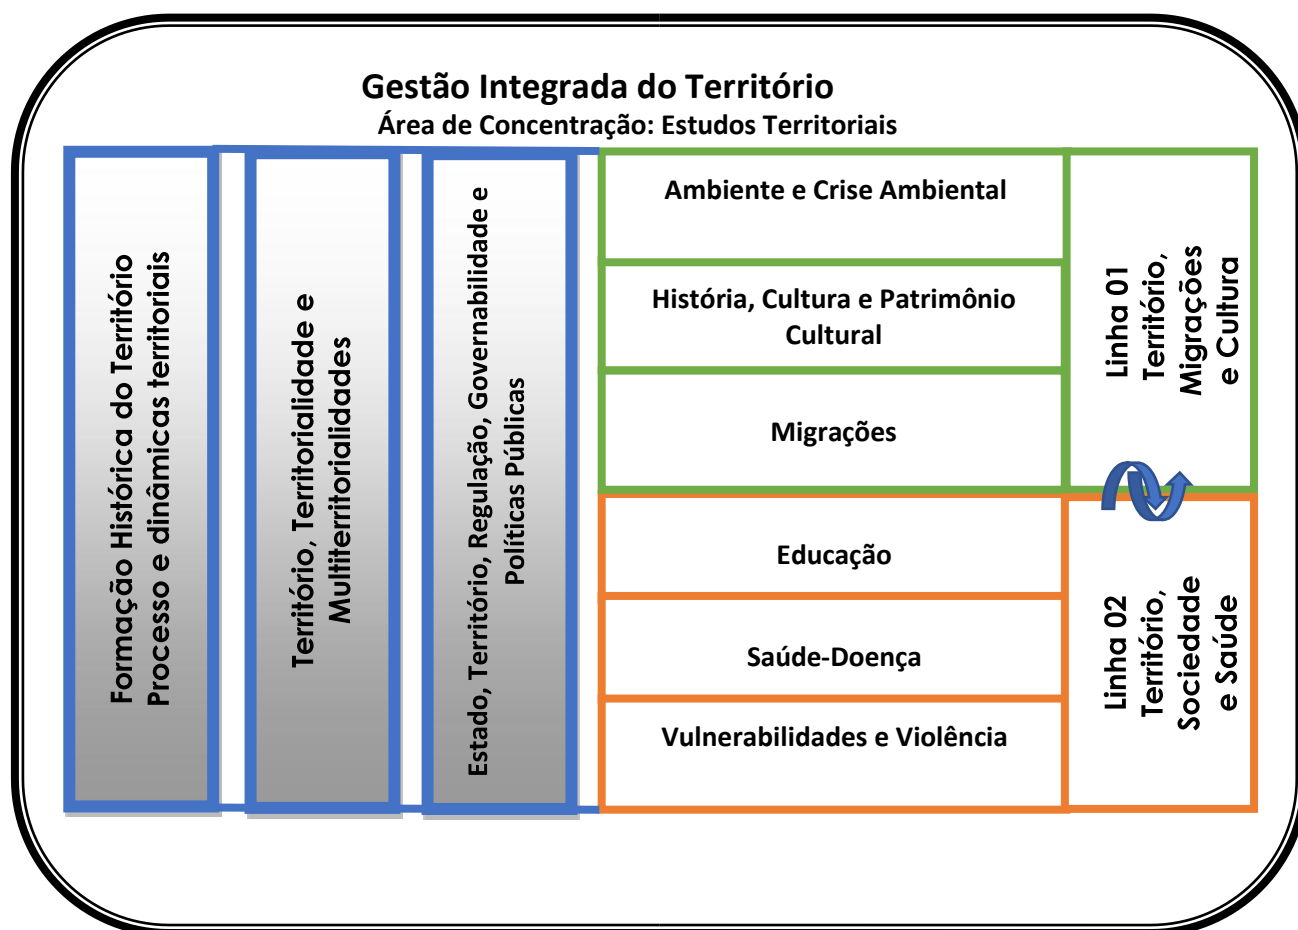 Gestão Integrada do Território
Área de Concentração: Estudos Territoriais
Formação Histórica do Território
Processo e dinâmicas territoriais
Território, Territorialidade e
Multiterritorialidades
Estado, Território, Regulação, Governabilidade e
Políticas Públicas
Ambiente e Crise Ambiental
História, Cultura e Patrimônio
Cultural
Migrações
Educação
Saúde-Doença
Vulnerabilidades e Violência
Linha 01
Território,
Migrações
e Cultura
Linha 02
Território,
Sociedade
e Saúde